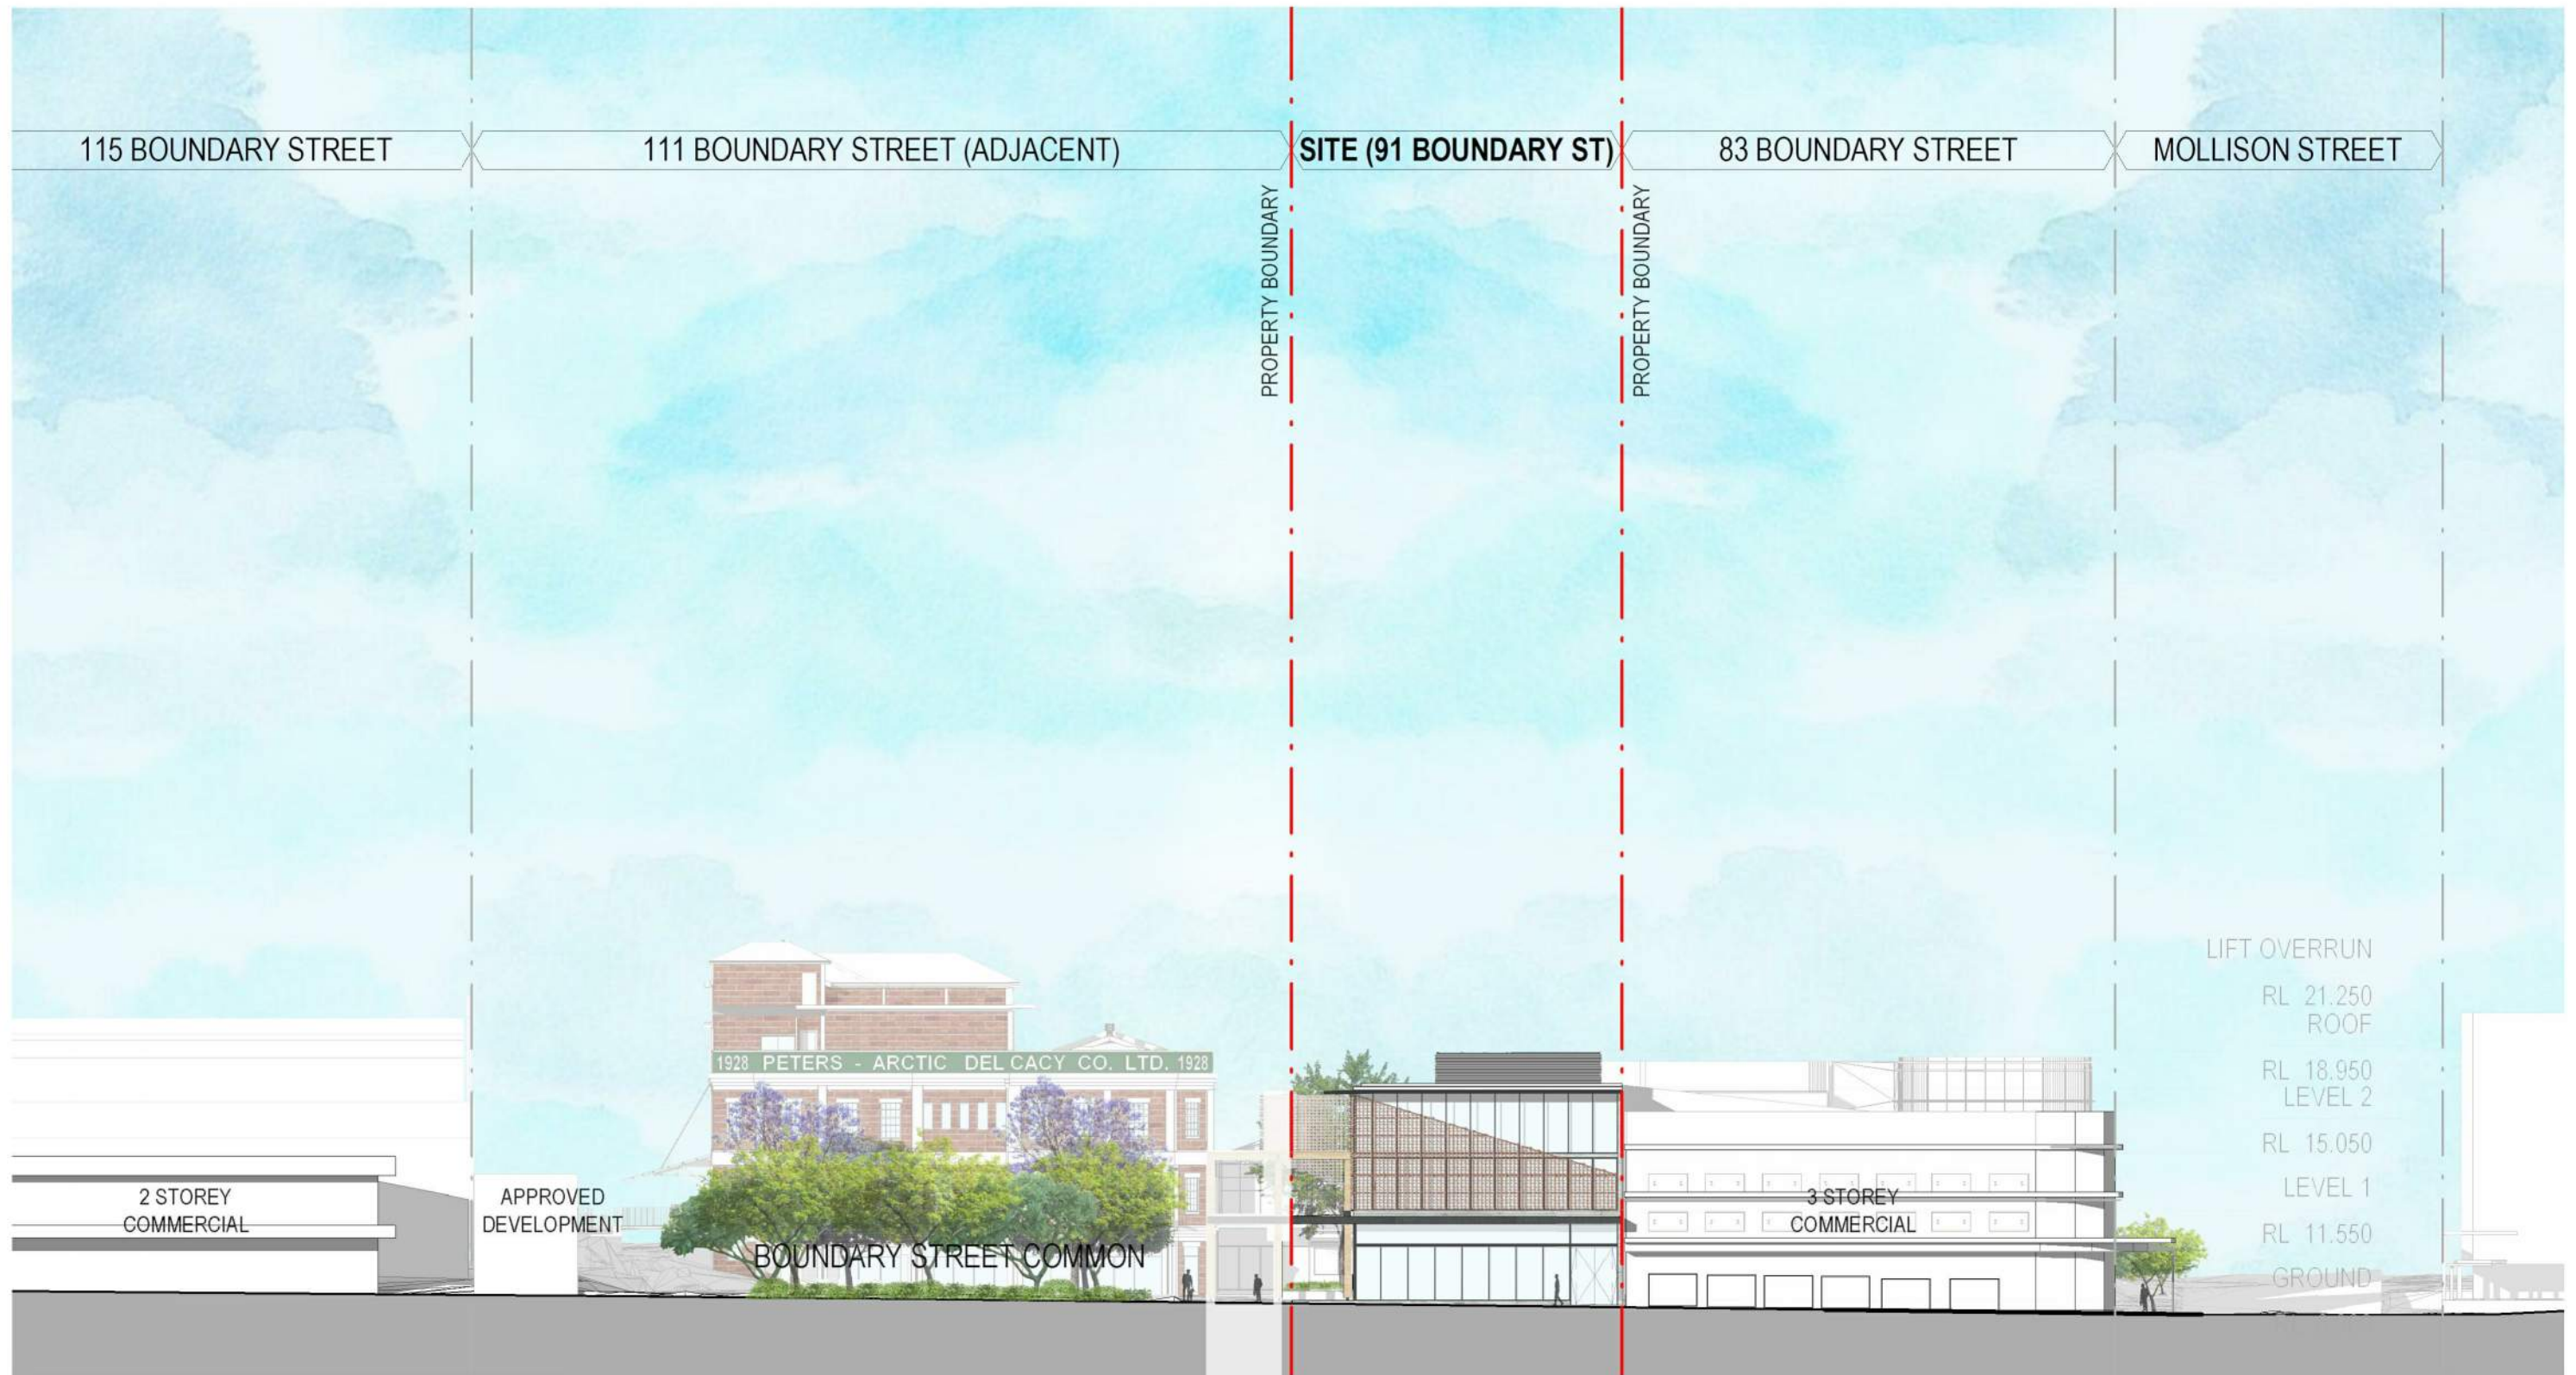 115 BOUNDARY STREET
111 BOUNDARY STREET (ADJACENT)
SITE (91 BOUNDARY ST)
83 BOUNDARY STREET
MOLLISON STREET
PROPERTY BOUNDARY
PROPERTY BOUNDARY
LIFT OVERRUN
RL 21.250
ROOF
RL 18.950
LEVEL 2
RL 15.050
LEVEL 1
RL 11.550
GROUND
1928 PETERS - ARCTIC DEL CACY CO. LTD. 1928
2 STOREY
COMMERCIAL
APPROVED
DEVELOPMENT
BOUNDARY STREET COMMON
3 STOREY
COMMERCIAL